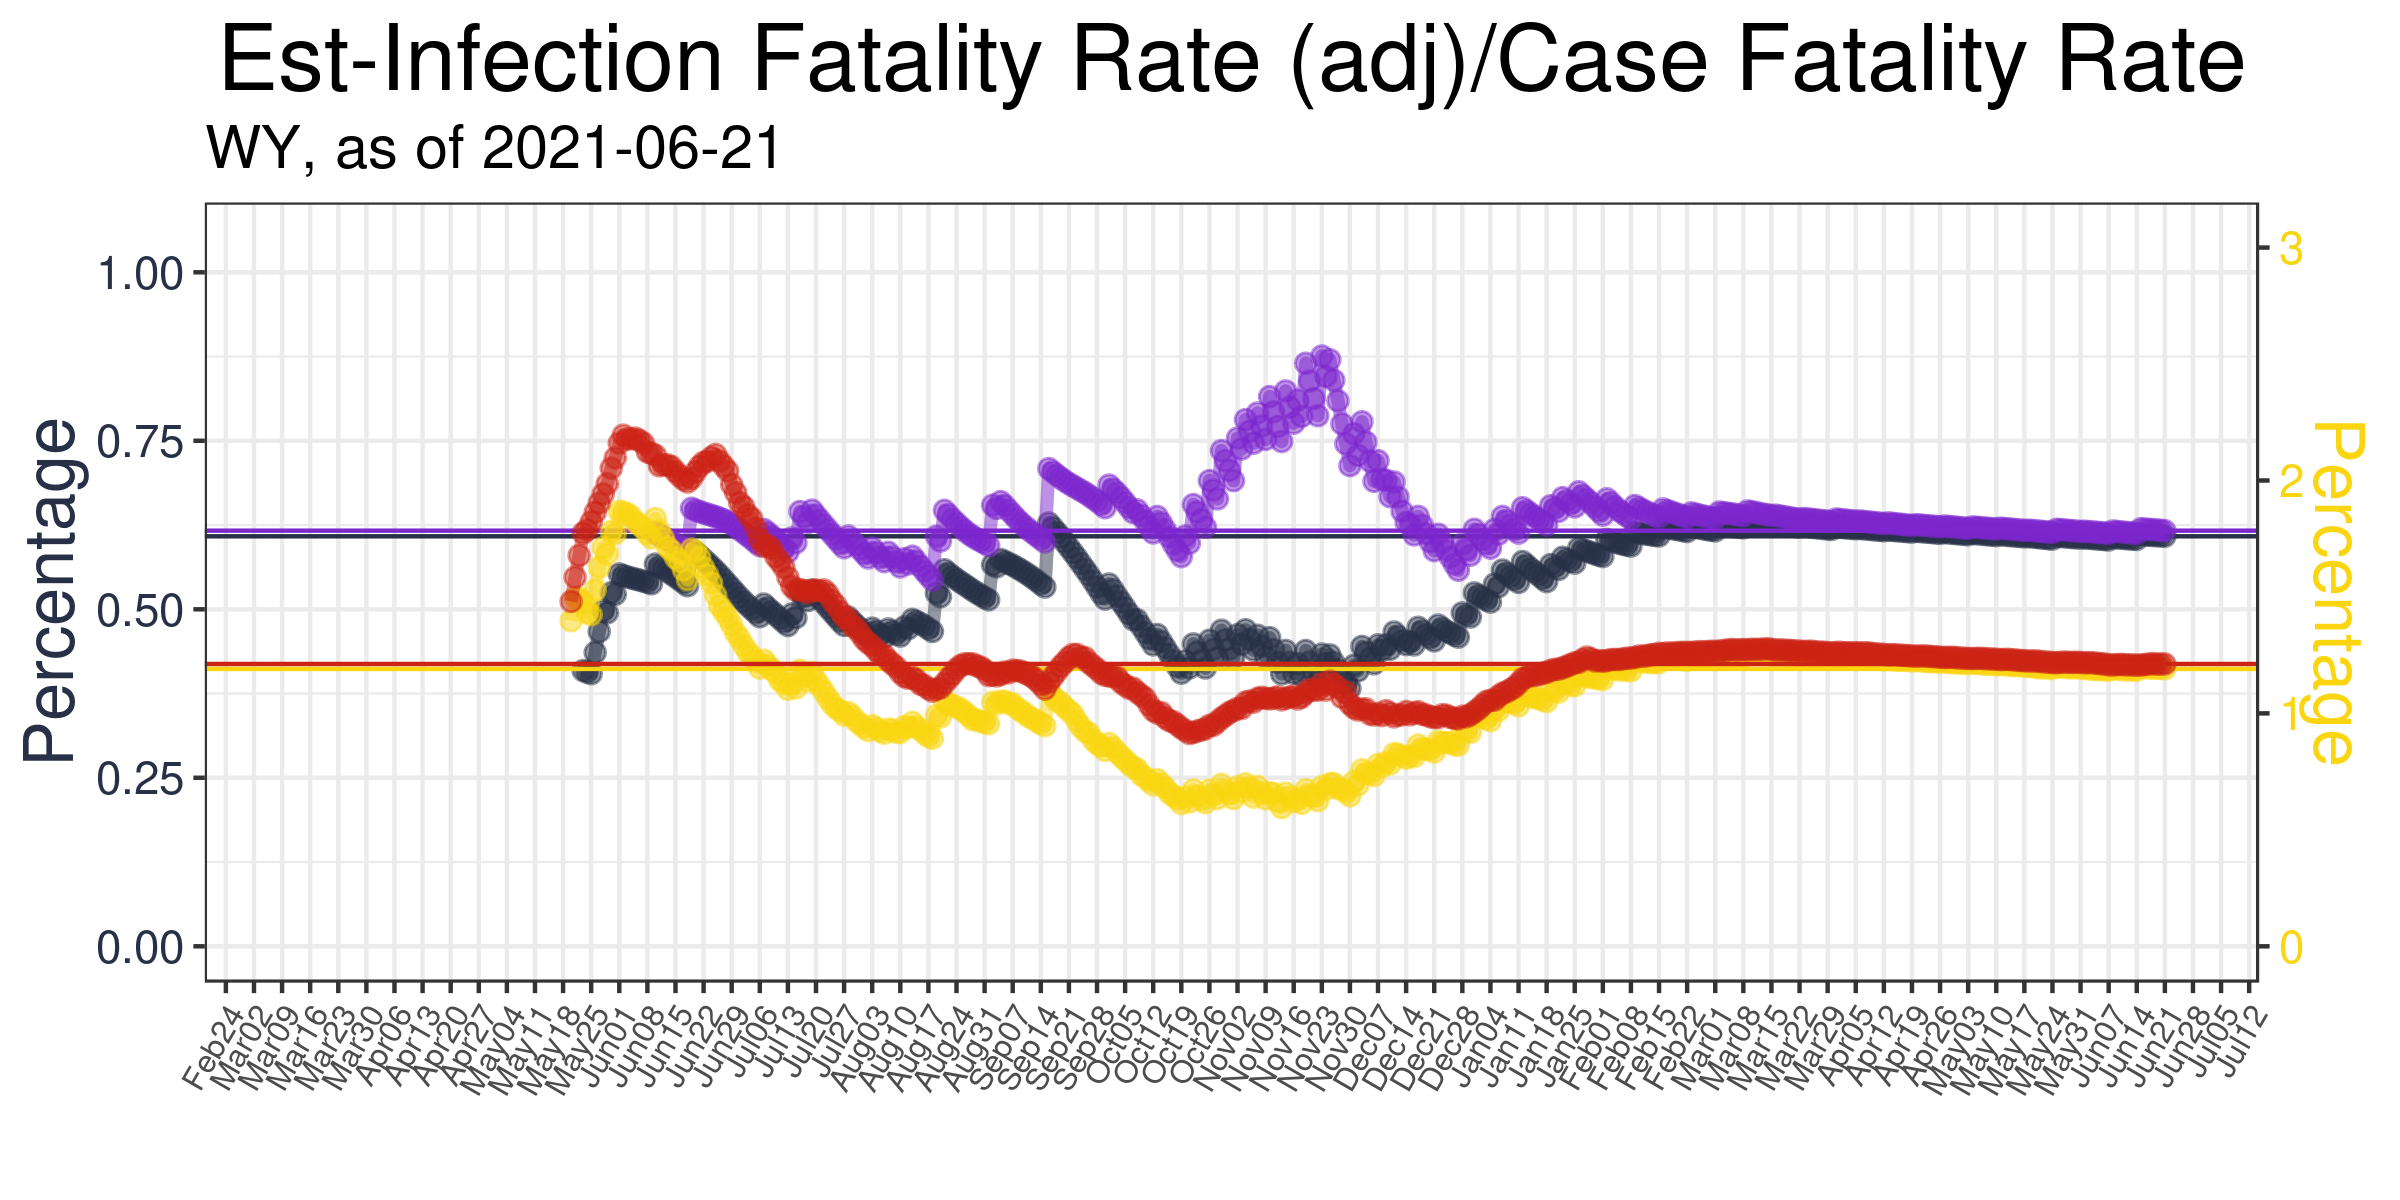 Est-Infection Fatality Rate (adj)/Case Fatality Rate
WY, as of 2021-06-21
Percentage
1.00
0.75
0.50
0.25
0.00
3
2
1
0
Percentage
Feb24
Mar02
Mar09
Mar16
Mar23
Mar30
Apr06
Apr13
Apr20
Apr27
May04
May11
May18
May25
Jun01
Jun08
Jun15
Jun22
Jun29
Jul06
Jul13
Jul20
Jul27
Aug03
Aug10
Aug17
Aug24
Aug31
Sep07
Sep14
Sep21
Sep28
Oct05
Oct12
Oct19
Oct26
Nov02
Nov09
Nov16
Nov23
Nov30
Dec07
Dec14
Dec21
Dec28
Jan04
Jan11
Jan18
Jan25
Feb01
Feb08
Feb15
Feb22
Mar01
Mar08
Mar15
Mar22
Mar29
Apr05
Apr12
Apr19
Apr26
May03
May10
May17
May24
May31
Jun07
Jun14
Jun21
Jun28
Jul05
Jul12